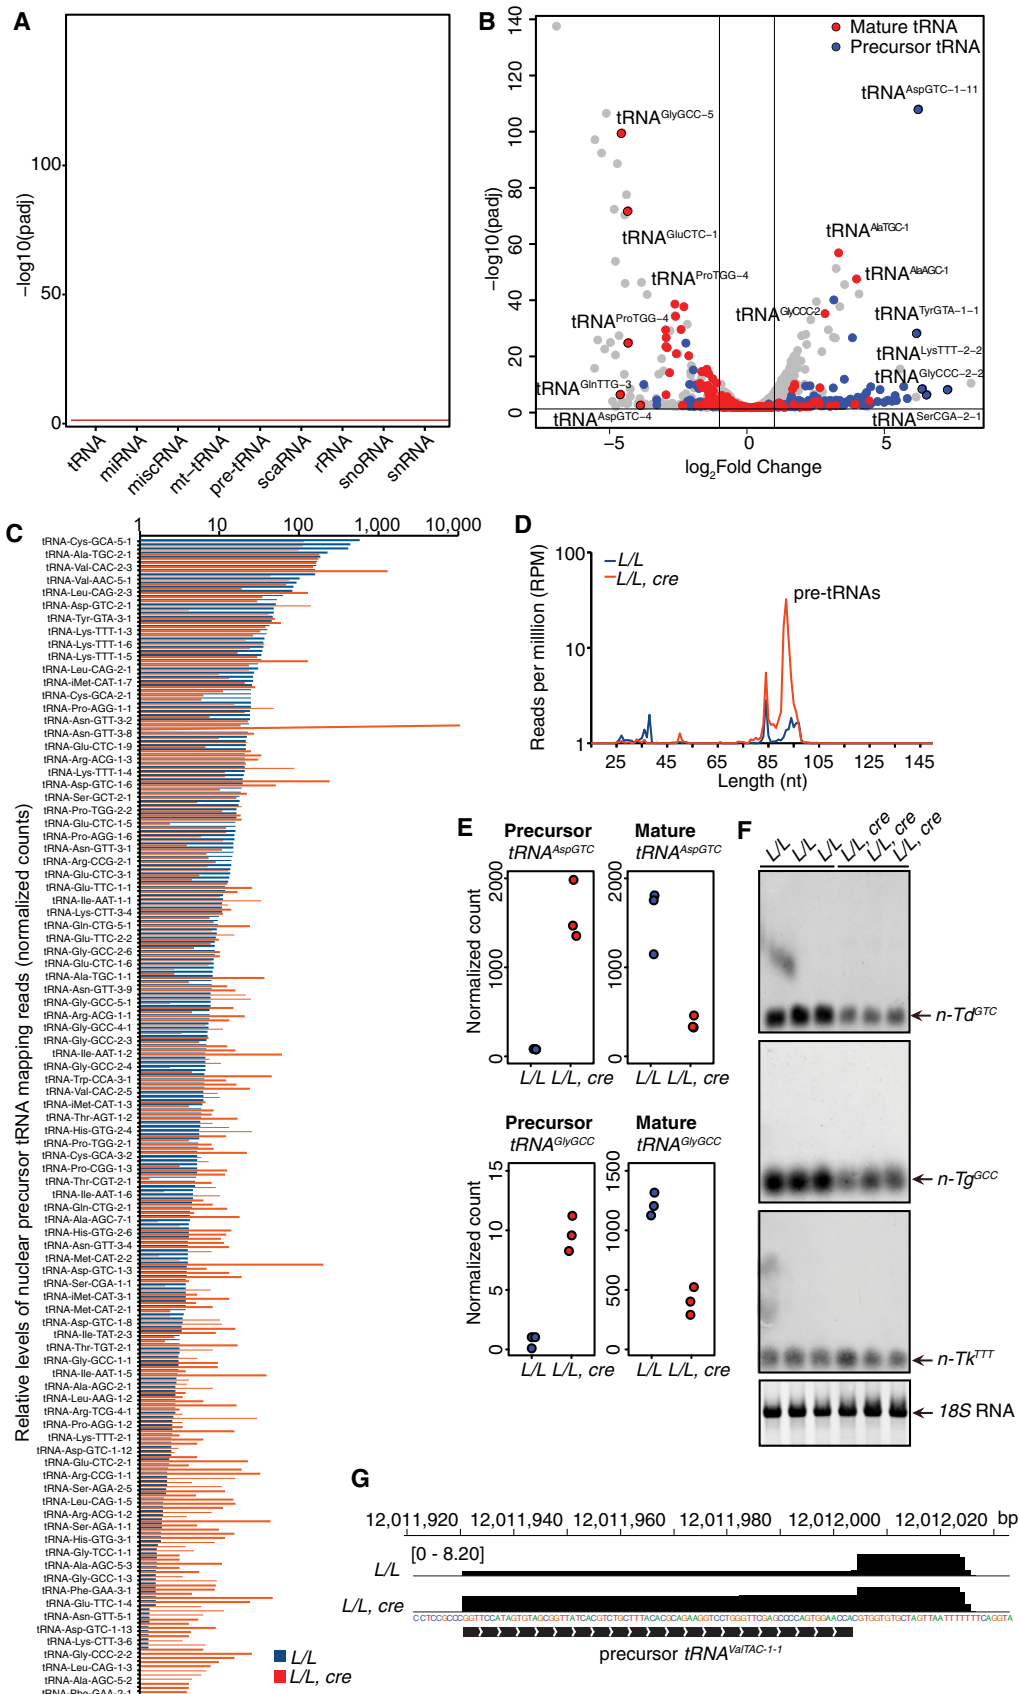 A
−log10(padj)
100
50
0
tRNA
miRNA
miscRNA
mt−tRNA
pre-tRNA
scaRNA
rRNA
snoRNA
snRNA
B
−log10(padj)
140
120
100
80
60
40
20
0
Mature tRNA
Precursor tRNA
tRNAAspGTC−1−11
tRNAGlyGCC−5
tRNAGluCTC−1
tRNAAlaTGC-1
tRNAProTGG−4
tRNAAlaAGC-1
tRNAGlyCCC-2
tRNATyrGTA−1−1
tRNAProTGG−4
tRNALysTTT−2−2
tRNAGlyCCC−2−2
tRNAGlnTTG−3
tRNAAspGTC−4
tRNASerCGA−2−1
−5
0
5
log2Fold Change
C
1
10
100
1,000
10,000
Relative levels of nuclear precursor tRNA mapping reads (normalized counts)
tRNA-Cys-GCA-5-1
tRNA-Ala-TGC-2-1
tRNA-Val-CAC-2-3
tRNA-Val-AAC-5-1
tRNA-Leu-CAG-2-3
tRNA-Asp-GTC-2-1
tRNA-Tyr-GTA-3-1
tRNA-Lys-TTT-1-3
tRNA-Lys-TTT-1-6
tRNA-Lys-TTT-1-5
tRNA-Leu-CAG-2-1
tRNA-iMet-CAT-1-7
tRNA-Cys-GCA-2-1
tRNA-Pro-AGG-1-1
tRNA-Asn-GTT-3-2
tRNA-Asn-GTT-3-8
tRNA-Glu-CTC-1-9
tRNA-Arg-ACG-1-3
tRNA-Lys-TTT-1-4
tRNA-Asp-GTC-1-6
tRNA-Ser-GCT-2-1
tRNA-Pro-TGG-2-2
tRNA-Glu-CTC-1-5
tRNA-Pro-AGG-1-6
tRNA-Asn-GTT-3-1
tRNA-Arg-CCG-2-1
tRNA-Glu-CTC-3-1
tRNA-Glu-TTC-1-1
tRNA-Ile-AAT-1-1
tRNA-Lys-CTT-3-4
tRNA-Gln-CTG-5-1
tRNA-Glu-TTC-2-2
tRNA-Gly-GCC-2-6
tRNA-Glu-CTC-1-6
tRNA-Ala-TGC-1-1
tRNA-Asn-GTT-3-9
tRNA-Gly-GCC-5-1
tRNA-Arg-ACG-1-1
tRNA-Gly-GCC-4-1
tRNA-Gly-GCC-2-3
tRNA-Ile-AAT-1-2
tRNA-Gly-GCC-2-4
tRNA-Trp-CCA-3-1
tRNA-Val-CAC-2-5
tRNA-iMet-CAT-1-3
tRNA-Thr-AGT-1-2
tRNA-His-GTG-2-4
tRNA-Pro-TGG-2-1
tRNA-Cys-GCA-3-2
tRNA-Pro-CGG-1-3
tRNA-Thr-CGT-2-1
tRNA-Ile-AAT-1-6
tRNA-Gln-CTG-2-1
tRNA-Ala-AGC-7-1
tRNA-His-GTG-2-6
tRNA-Asn-GTT-3-4
tRNA-Met-CAT-2-2
tRNA-Asp-GTC-1-3
tRNA-Ser-CGA-1-1
tRNA-iMet-CAT-3-1
tRNA-Met-CAT-2-1
tRNA-Asp-GTC-1-8
tRNA-Ile-TAT-2-3
tRNA-Thr-TGT-2-1
tRNA-Gly-GCC-1-1
tRNA-Ile-AAT-1-5
tRNA-Ala-AGC-2-1
tRNA-Leu-AAG-1-2
tRNA-Arg-TCG-4-1
tRNA-Pro-AGG-1-2
tRNA-Lys-TTT-2-1
tRNA-Asp-GTC-1-12
tRNA-Glu-CTC-2-1
tRNA-Arg-CCG-1-1
tRNA-Ser-AGA-2-5
tRNA-Leu-CAG-1-5
tRNA-Arg-ACG-1-2
tRNA-Ser-AGA-1-1
tRNA-His-GTG-3-1
tRNA-Gly-TCC-1-1
tRNA-Ala-AGC-5-3
tRNA-Gly-GCC-1-3
tRNA-Phe-GAA-3-1
tRNA-Glu-TTC-1-4
tRNA-Asn-GTT-5-1
tRNA-Asp-GTC-1-13
tRNA-Lys-CTT-3-6
tRNA-Gly-CCC-2-2
tRNA-Leu-CAG-1-3
tRNA-Ala-AGC-5-2
tRNA-Phe-GAA-2-1
L/L
L/L, cre
D
Reads per milllion (RPM)
100
10
1
L/L
L/L, cre
pre-tRNAs
25
45
65
85
105
125
145
Length (nt)
E
Precursor
tRNAAspGTC
Mature
tRNAAspGTC
Normalized count
2000
1000
0
2000
1000
0
L/L
L/L, cre
L/L
L/L, cre
Precursor
tRNAGlyGCC
Mature
tRNAGlyGCC
Normalized count
15
10
5
0
1500
1000
500
0
L/L
L/L, cre
L/L
L/L, cre
F
L/L
L/L
L/L
L/L, cre
L/L, cre
L/L, cre
n-TdGTC
n-TgGCC
n-TkTTT
18S RNA
G
12,011,920
12,011,940
12,011,960
12,011,980
12,012,000
12,012,020
bp
[0 - 8.20]
L/L
L/L, cre
precursor tRNAValTAC-1-1